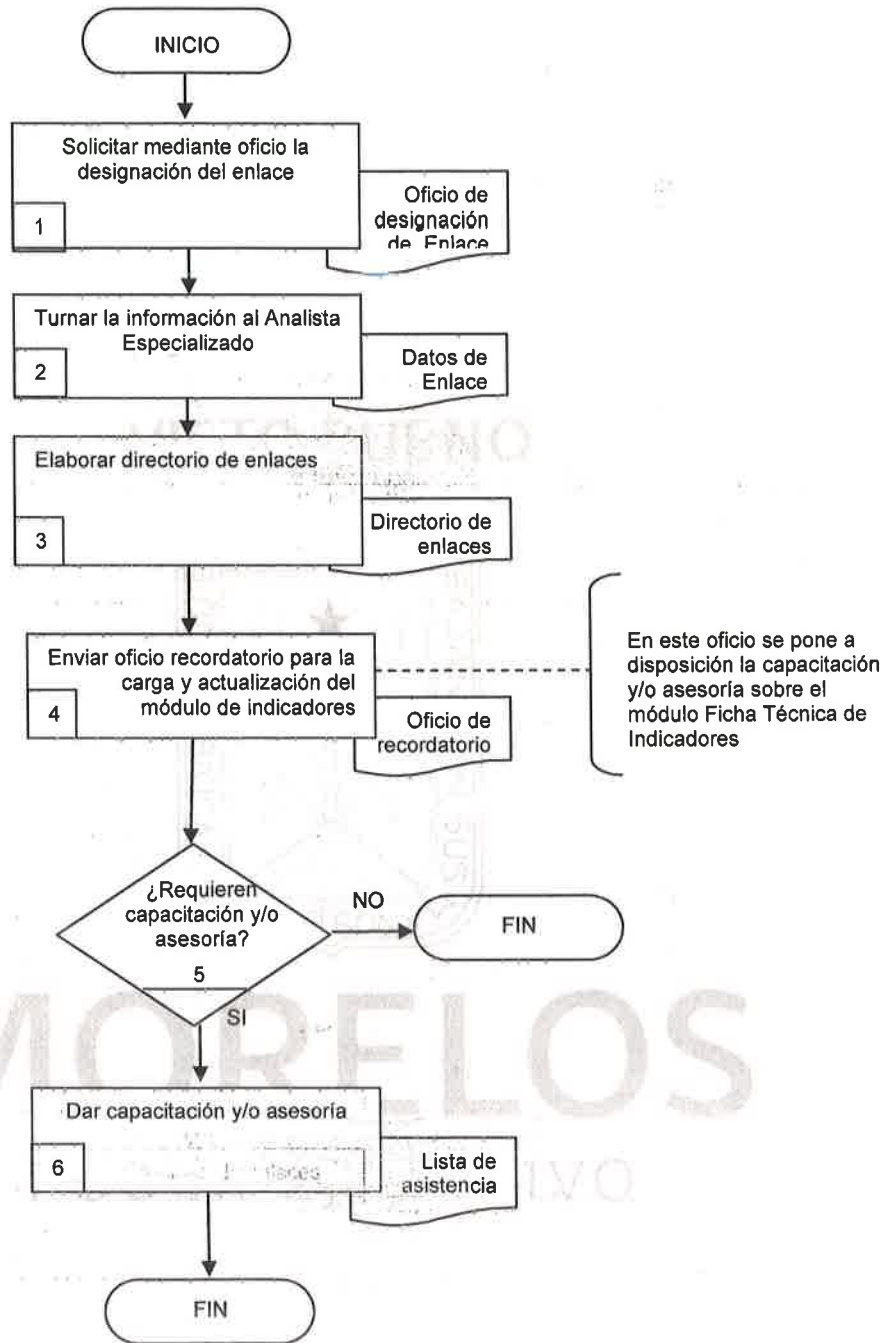 INICIO
Solicitar mediante oficio la
designación del enlace
1
Oficio de
designación
de Enlace
Turnar la información al Analista
Especializado
2
Datos de
Enlace
Elaborar directorio de enlaces
3
Directorio de
enlaces
Enviar oficio recordatorio para la
carga y actualización del
módulo de indicadores
4
Oficio de
recordatorio
En este oficio se pone a
disposición la capacitación
y/o asesoría sobre el
módulo Ficha Técnica de
Indicadores
¿Requieren
capacitación y/o
asesoría?
5
NO
FIN
SI
MORELOS
Dar capacitación y/o asesoría
6
Lista de
asistencia
FIN